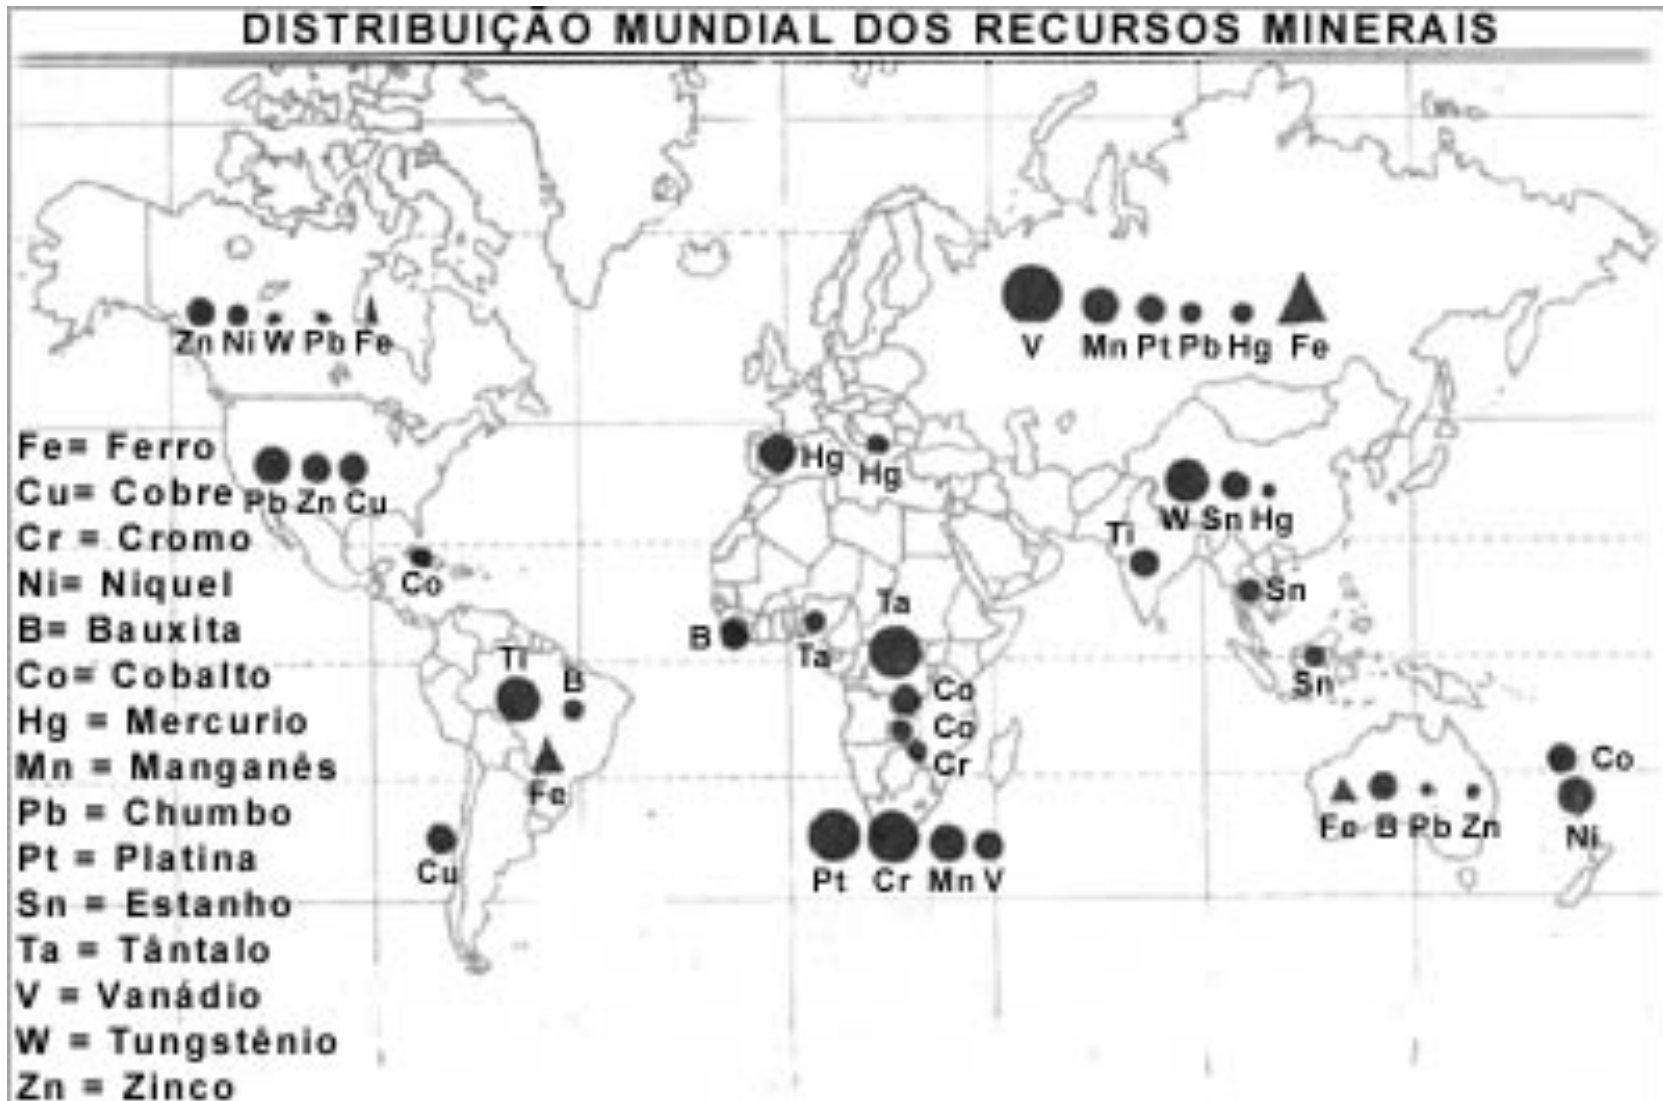 DISTRIBUIÇÃO MUNDIAL DOS RECURSOS MINERAIS
Zn Ni W Pb Fe
V Mn Pt Pb Hg Fe
Pb Zn Cu
Hg
Hg
W Sn Hg
Ti
Sn
Co
Ta
B
Ta
Ti
B
Sn
Co
Co
Cr
Fe
Co
Fe B Pb Zn
Ni
Cu
Pt Cr Mn V
Fe= Ferro
Cu= Cobre
Cr = Cromo
Ni= Niquel
B= Bauxita
Co= Cobalto
Hg = Mercurio
Mn = Manganês
Pb = Chumbo
Pt = Platina
Sn = Estanho
Ta = Tântalo
V = Vanádio
W = Tungstênio
Zn = Zinco